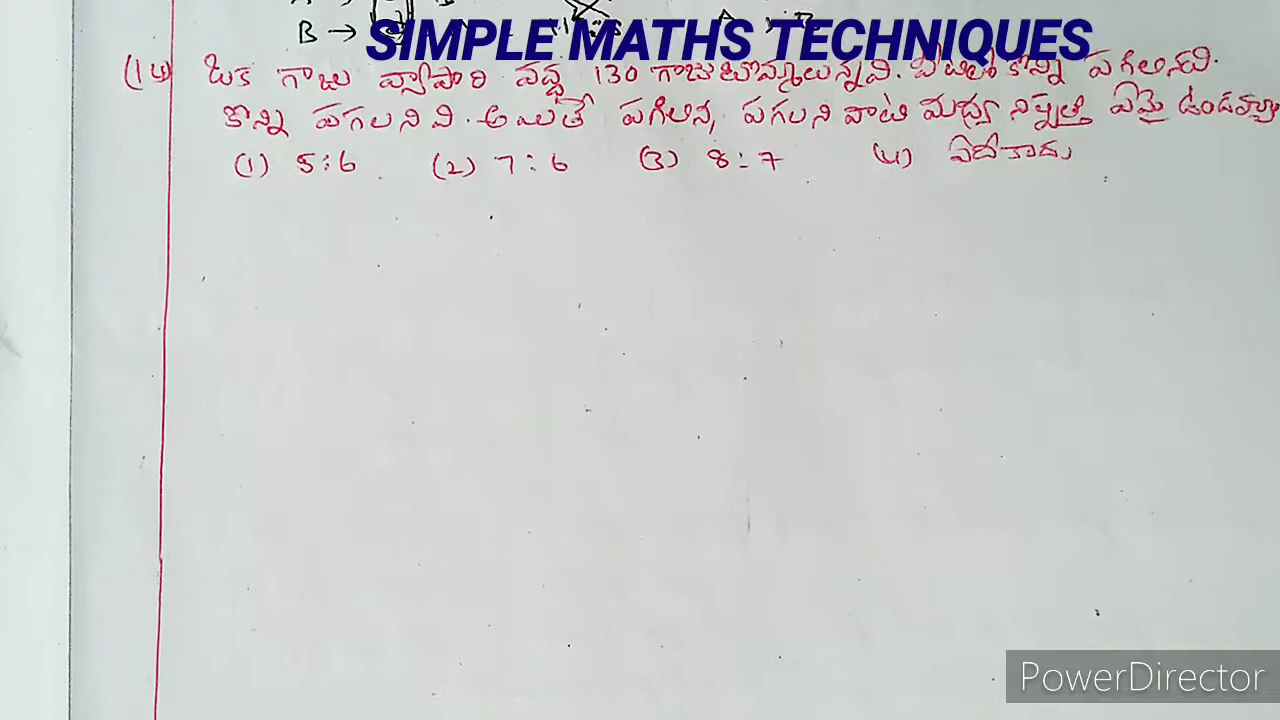 B →
SIMPLE MATHS TECHNIQUES
(14) ఒక గాజు వ్యాపారి వద్ద 130 గాజు బొమ్మలున్నవి. వీటిలో కొన్ని పగిలినవి.
కొన్ని పగలనివి. అయితే పగిలిన, పగలని వాటి మధ్య నిష్పత్తి ఏమై ఉండవచ్చు
(1) 5:6 (2) 7:6 (3) 8:7 (4) ఏదీకాదు
PowerDirector